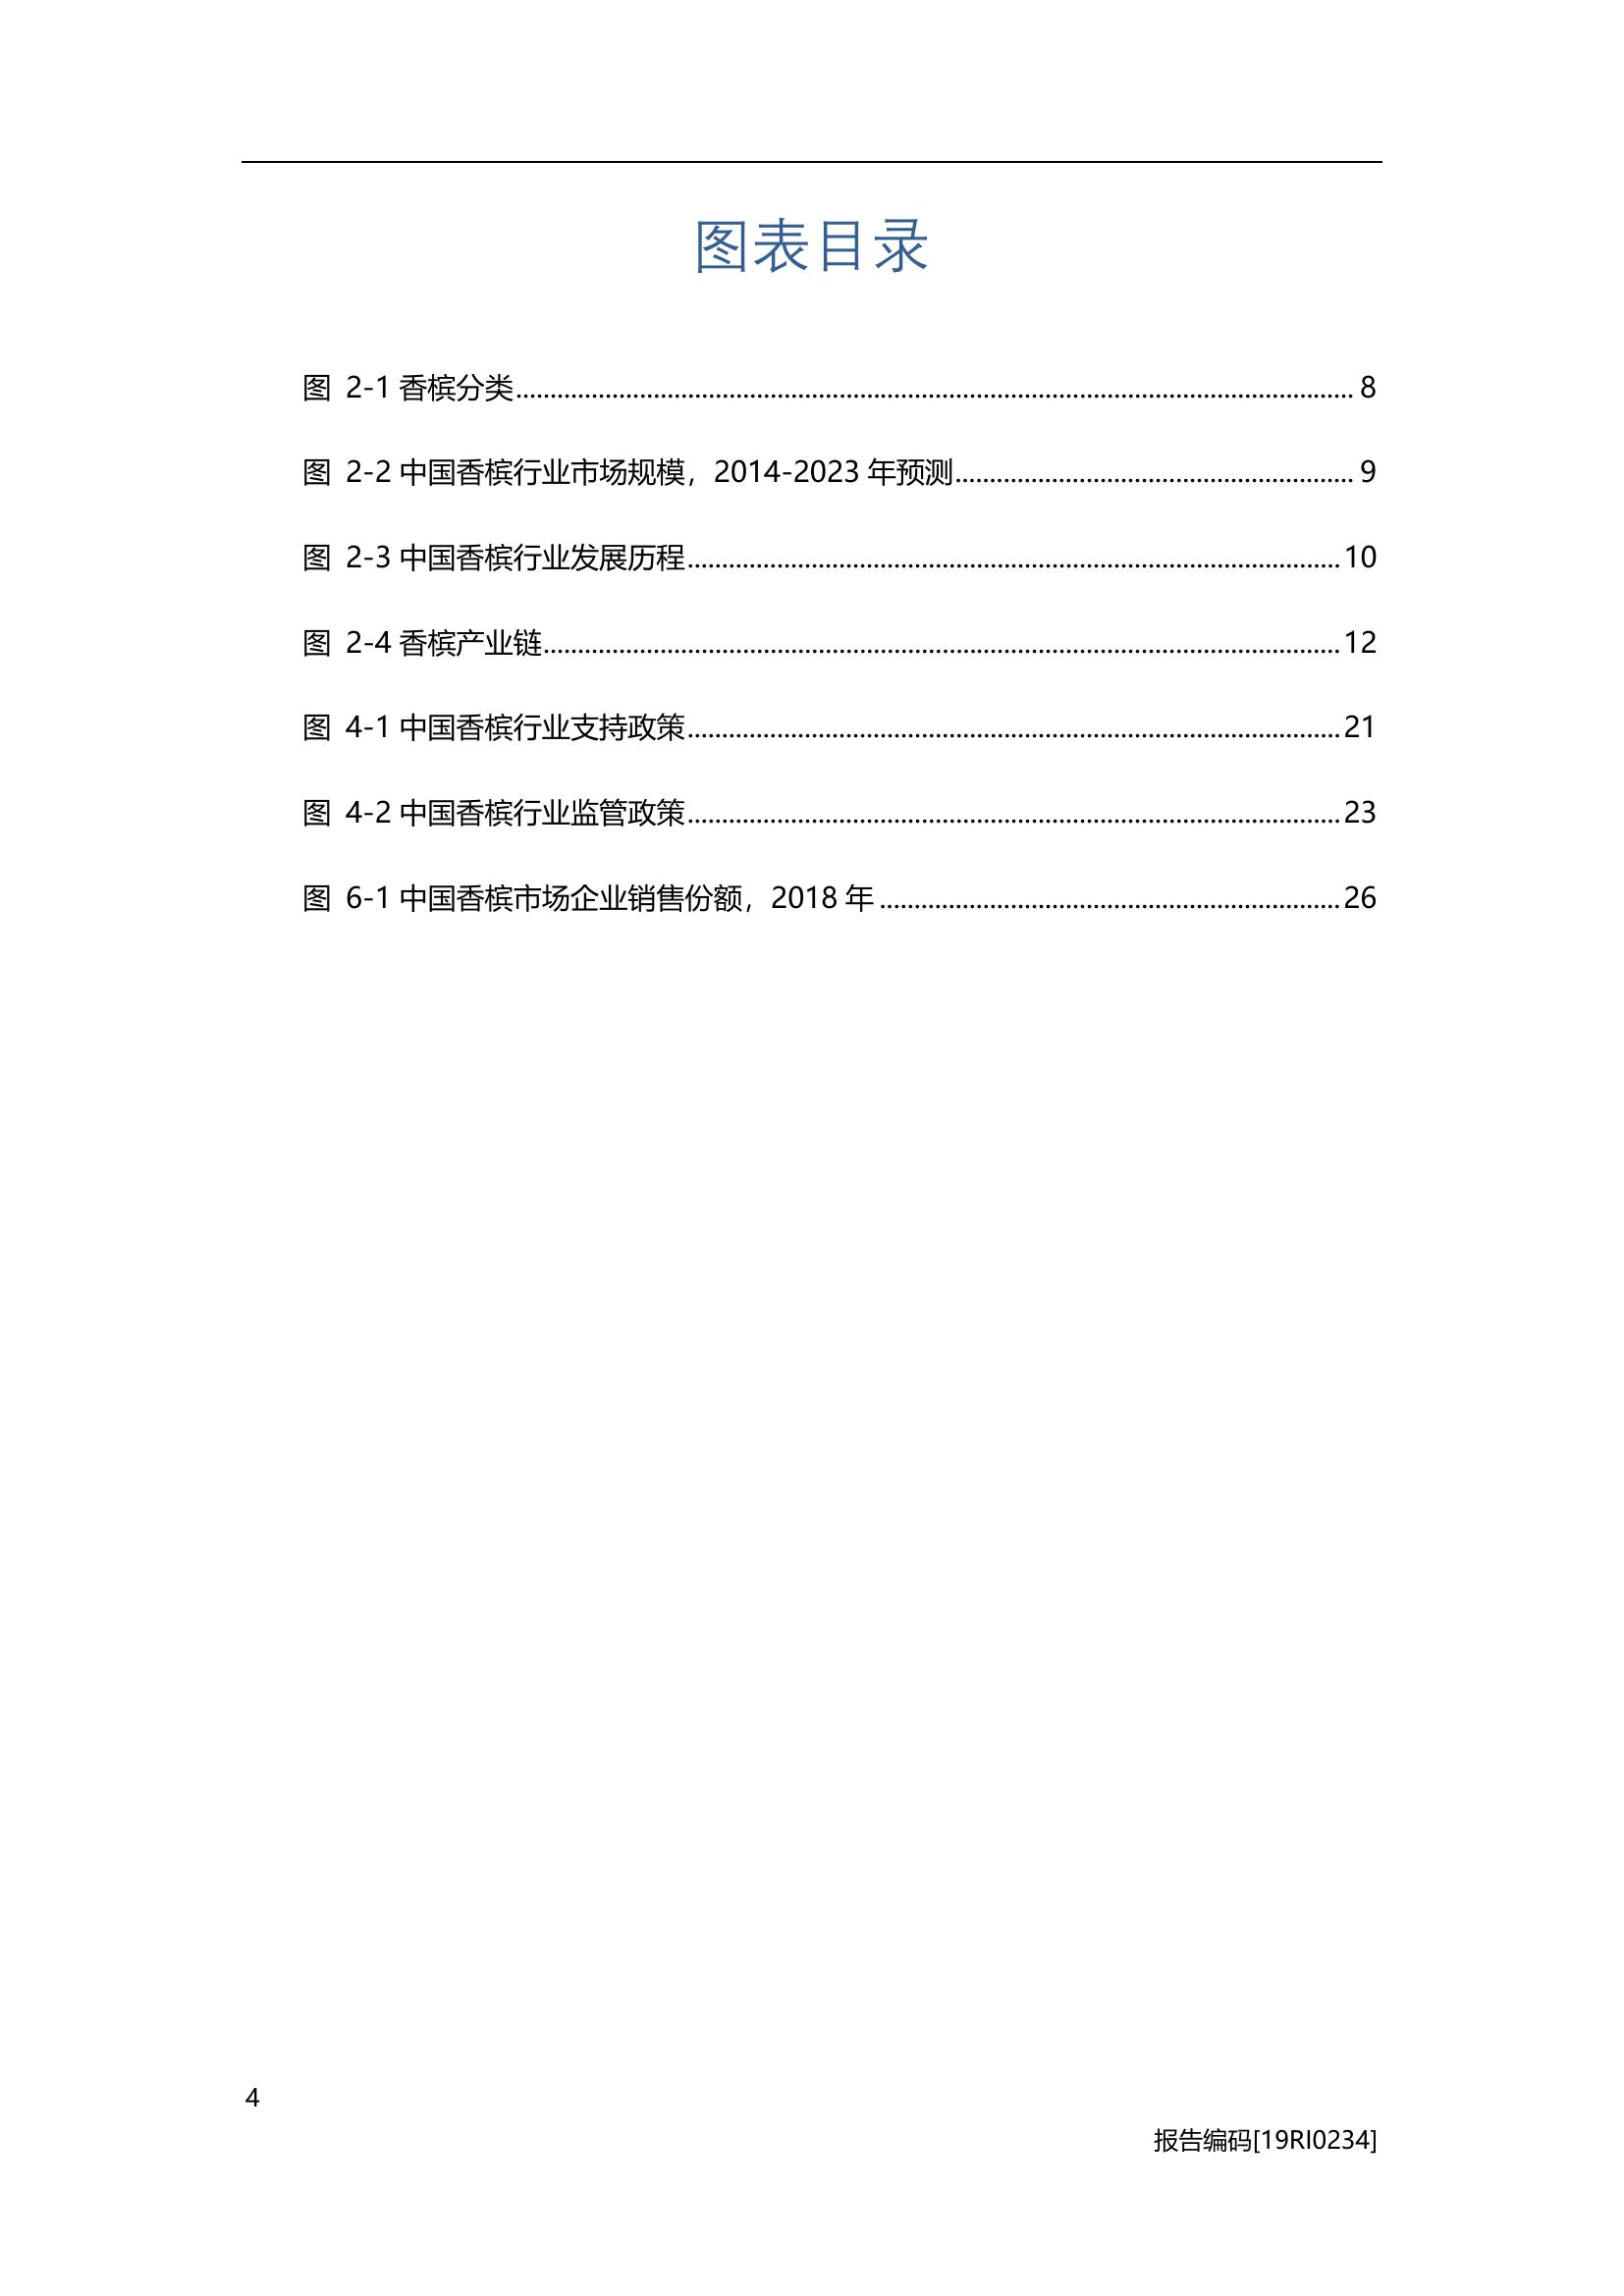 图表目录
图 2-1 香槟分类........................................ 8
图 2-2 中国香槟行业市场规模，2014-2023 年预测........................................ 9
图 2-3 中国香槟行业发展历程........................................ 10
图 2-4 香槟产业链........................................ 12
图 4-1 中国香槟行业支持政策........................................ 21
图 4-2 中国香槟行业监管政策........................................ 23
图 6-1 中国香槟市场企业销售份额，2018 年........................................ 26
4
报告编码[19RI0234]